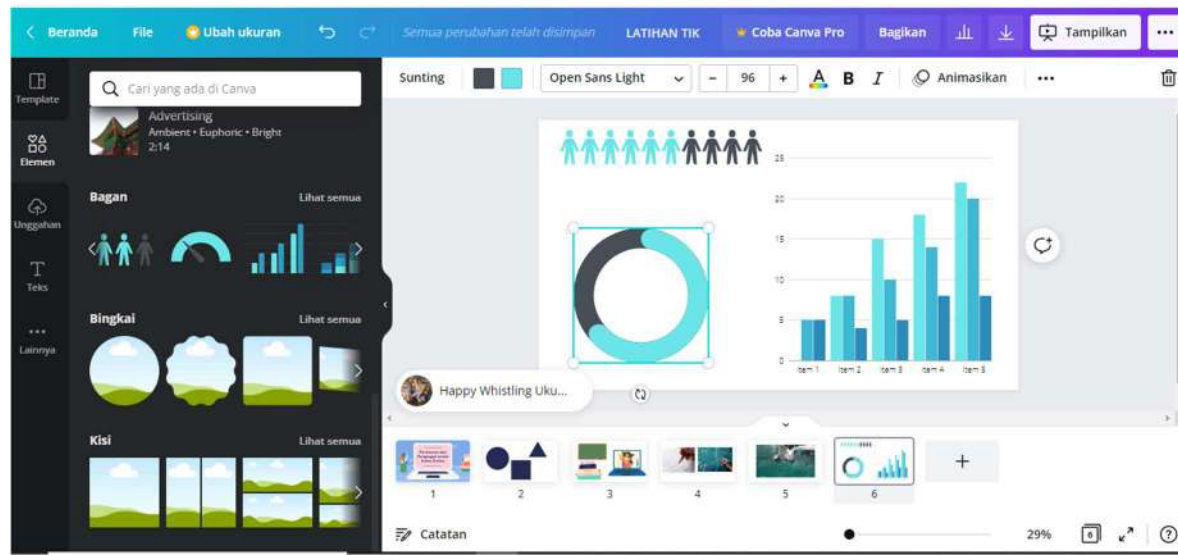 Beranda File Ubah ukuran Semua perubahan telah disimpan LATIHAN TIK Coba Canva Pro Bagikan Tampilkan
Template
Elemen
Unggahan
Teks
Lainnya
Cari yang ada di Canva
Advertising
Ambient • Euphoric • Bright
2:14
Bagan Lihat semua
Bingkai Lihat semua
Kisi Lihat semua
Sunting Open Sans Light - 96 + A B I Animasikan
25
20
15
10
5
0
Item 1 Item 2 Item 3 Item 4 Item 5
Happy Whistling Uku...
1 2 3 4 5 6
Catatan 29% 6